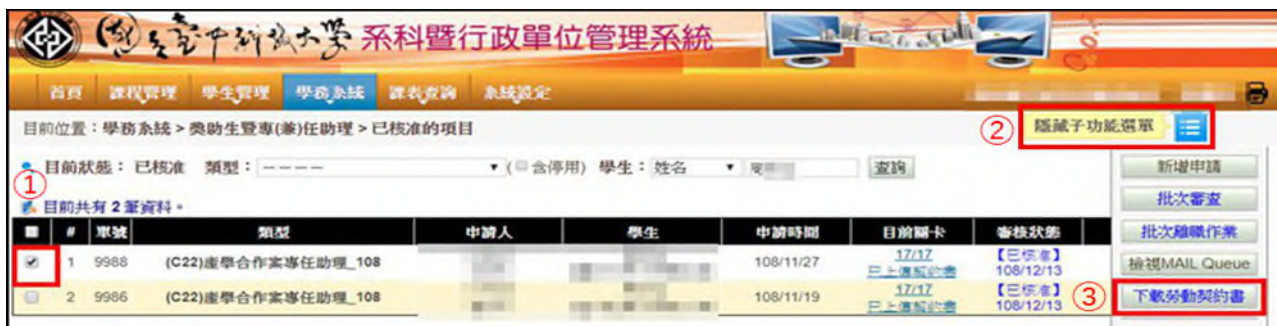 國立臺中科技大學 系科暨行政單位管理系統
首頁 課程管理 學生管理 學務系統 課表查詢 系統設定
目前位置：學務系統 > 獎助生暨專(兼)任助理 > 已核准的項目
② 隱藏子功能選單
目前狀態： 已核准 類型： ---- (含停用) 學生： 姓名 查詢
新增申請
①
目前共有 2 筆資料。
批次審查
# 單號 類型 申請人 學生 申請時間 目前關卡 審核狀態
批次離職作業
1 9988 (C22)產學合作案專任助理_108 108/11/27 17/17 已上傳契約書 【已核准】 108/12/13
檢視MAIL Queue
2 9986 (C22)產學合作案專任助理_108 108/11/19 17/17 已上傳契約書 【已核准】 108/12/13
③ 下載勞動契約書